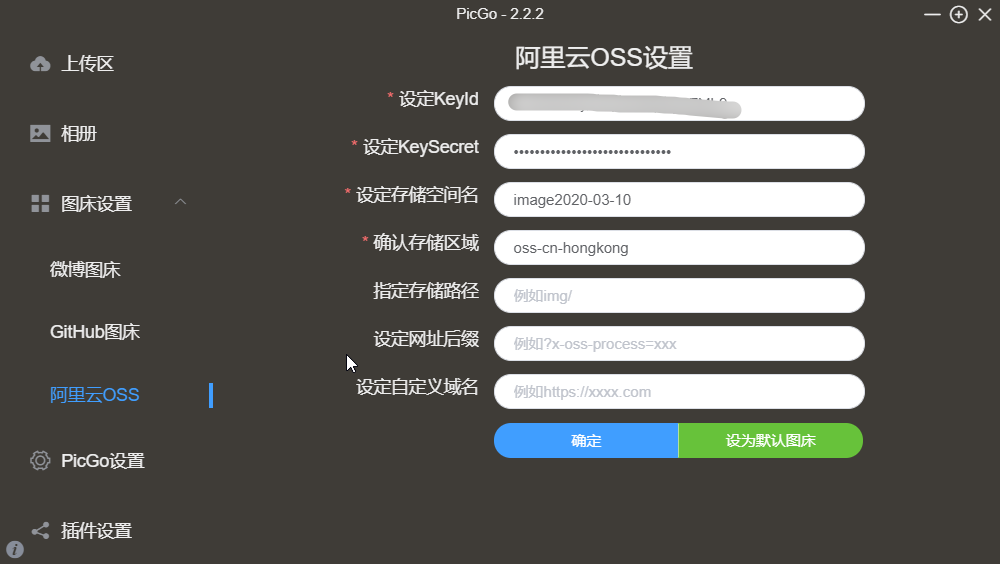 PicGo - 2.2.2
上传区
相册
图床设置
微博图床
GitHub图床
阿里云OSS
PicGo设置
插件设置
阿里云OSS设置
* 设定KeyId
* 设定KeySecret
••••••••••••••••••••••••••••••
* 设定存储空间名
image2020-03-10
* 确认存储区域
oss-cn-hongkong
指定存储路径
例如img/
设定网址后缀
例如?x-oss-process=xxx
设定自定义域名
例如https://xxxx.com
确定
设为默认图床